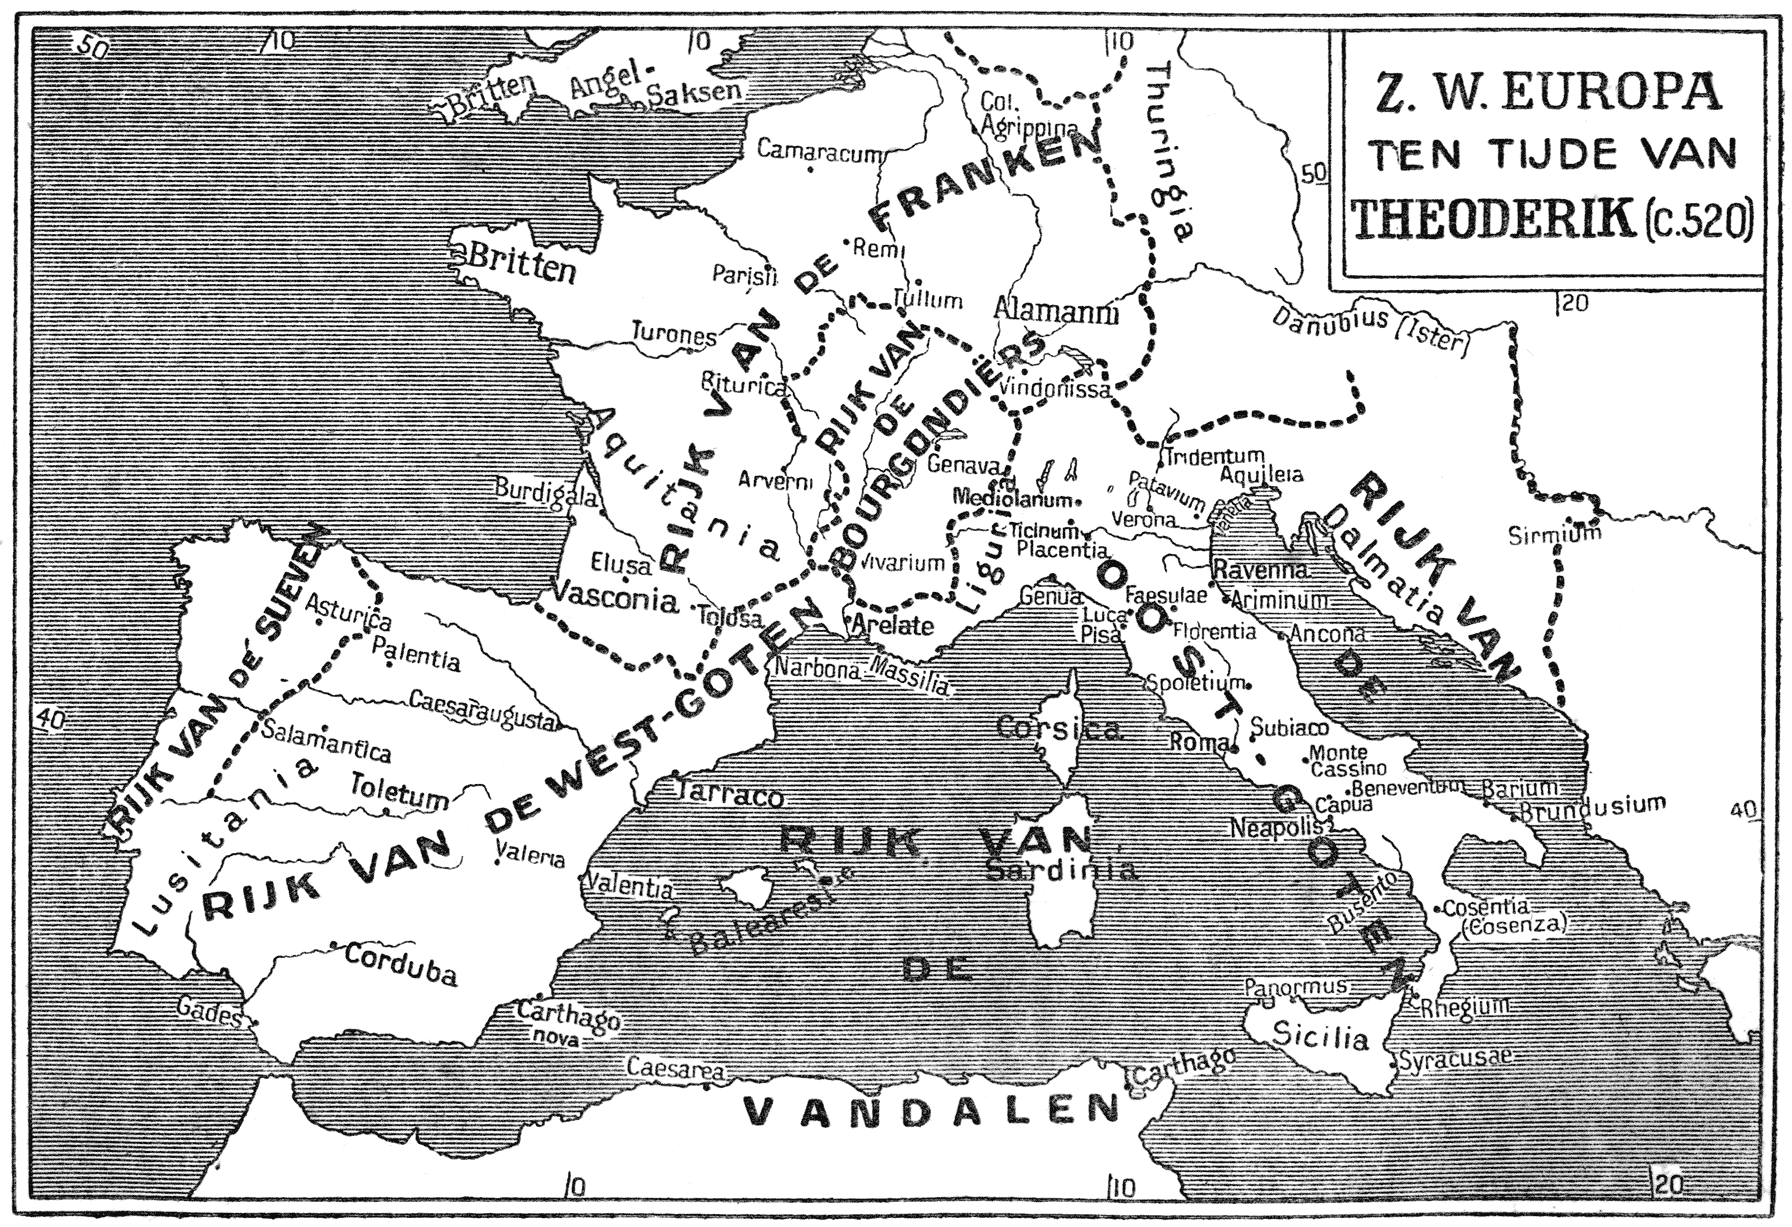 Z. W. EUROPA
TEN TIJDE VAN
THEODERIK (C.520)
50
10
0
10
50
20
40
40
0
10
20
Britten
Angel-
Saksen
Thuringia
Col.
Agrippina
Camaracum
RIJK VAN DE FRANKEN
Remi
Britten
Parisii
Tullum
Alamanni
Danubius (Ister)
Turones
Biturica
RIJK VAN
DE
BOURGONDIËRS
Vindonissa
Aquitania
Arverni
Genava
Tridentum
Aquileia
Burdigala
Mediolanum
Patavium
Venetia
Verona
Ticinum
Placentia
Sirmium
Elusa
Vivarium
Liguria
Dalmatia
RIJK VAN
DE
OOST-GOTEN
Ravenna
Vasconia
Tolosa
Arelate
Genua
Faesulae
Ariminum
Luca
Pisa
Florentia
Ancona
RIJK VAN DE SUEVEN
Asturica
Palentia
Narbona
Massilia
Spoletium
Caesaraugusta
Corsica
Subiaco
Roma
Salamantica
Monte
Cassino
Toletum
Tarraco
Beneventum
Barium
Capua
Brundusium
Neapolis
Lusitania
RIJK VAN DE WEST-GOTEN
Valeria
Valentia
RIJK VAN
Sardinia
Baleares I
Busento
Cosentia
(Cosenza)
DE
Corduba
Panormus
Rhegium
Gades
Carthago
nova
Sicilia
Caesarea
Carthago
Syracusae
VANDALEN